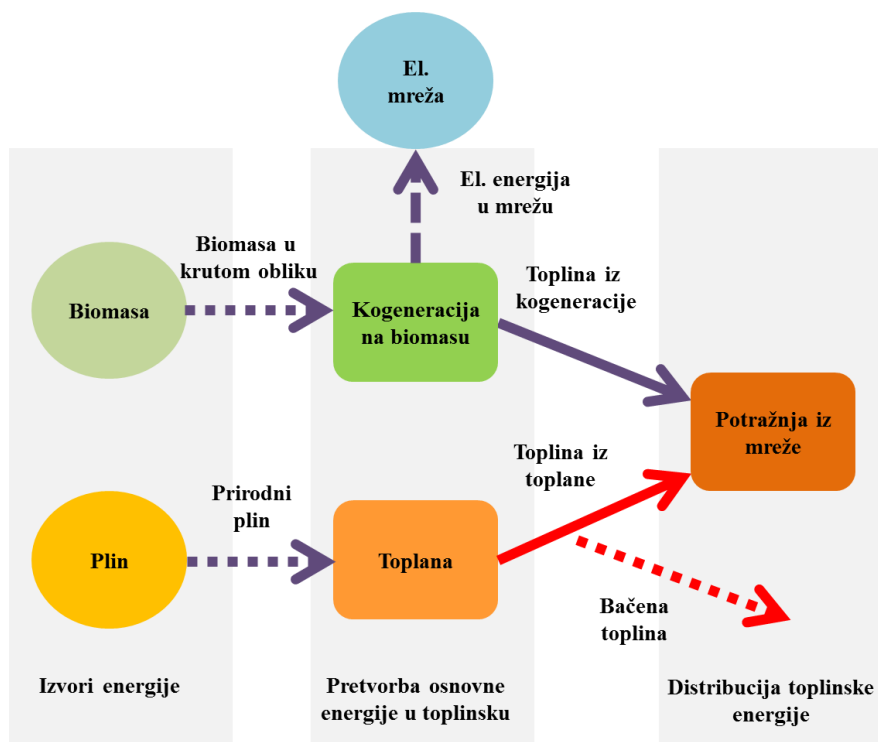 El.
mreža
El. energija
u mrežu
Biomasa u
krutom obliku
Toplina iz
kogeneracije
Biomasa
Kogeneracija
na biomasu
Potražnja iz
mreže
Toplina iz
toplane
Prirodni
plin
Plin
Toplana
Bačena
toplina
Izvori energije
Pretvorba osnovne
energije u toplinsku
Distribucija toplinske
energije